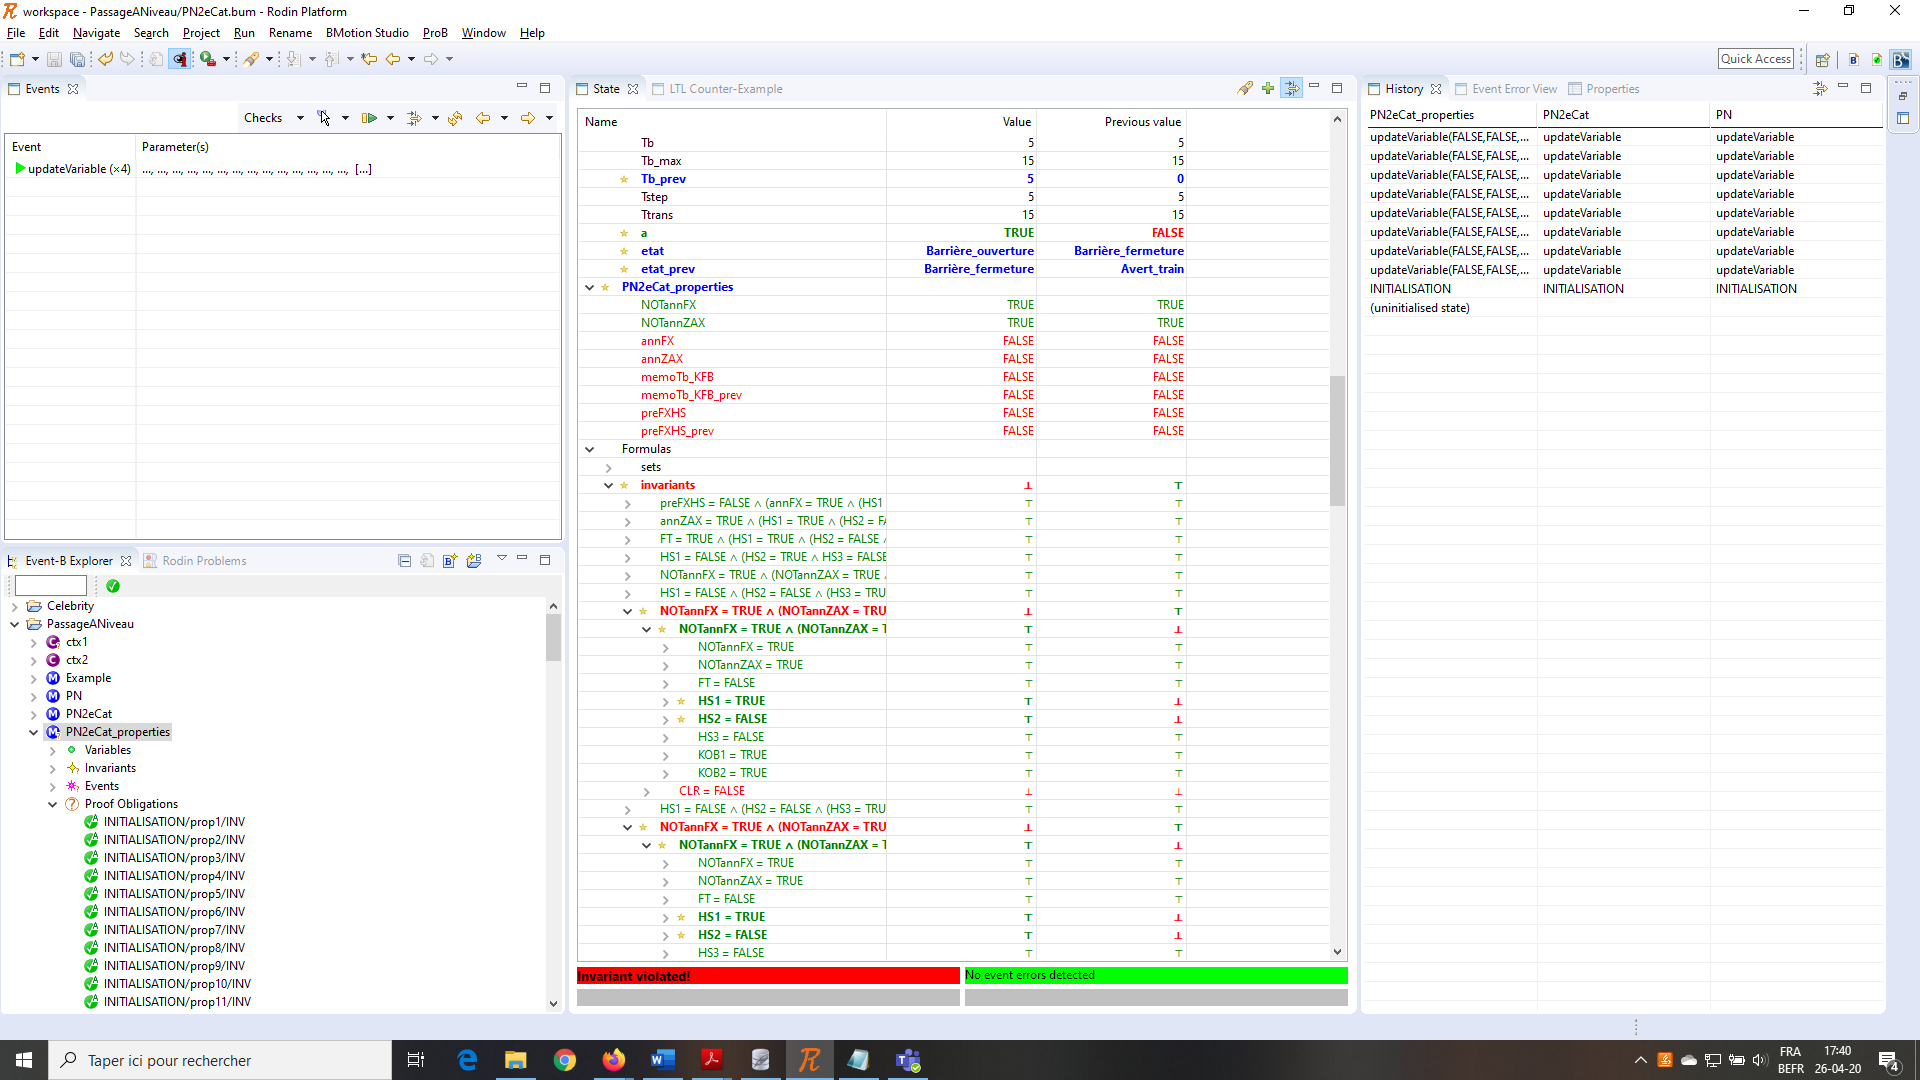 workspace - PassageANiveau/PN2eCat.bum - Rodin Platform
File Edit Navigate Search Project Run Rename BMotion Studio ProB Window Help
Quick Access
Events
Checks
Event Parameter(s)
updateVariable (×4) ..., ..., ..., ..., ..., ..., ..., ..., ..., ..., ..., ..., ..., ..., [...]
Event-B Explorer Rodin Problems
Celebrity
PassageANiveau
ctx1
ctx2
Example
PN
PN2eCat
PN2eCat_properties
Variables
Invariants
Events
Proof Obligations
INITIALISATION/prop1/INV
INITIALISATION/prop2/INV
INITIALISATION/prop3/INV
INITIALISATION/prop4/INV
INITIALISATION/prop5/INV
INITIALISATION/prop6/INV
INITIALISATION/prop7/INV
INITIALISATION/prop8/INV
INITIALISATION/prop9/INV
INITIALISATION/prop10/INV
INITIALISATION/prop11/INV
State LTL Counter-Example
Name Value Previous value
Tb 5 5
Tb_max 15 15
Tb_prev 5 0
Tstep 5 5
Ttrans 15 15
a TRUE FALSE
etat Barrière_ouverture Barrière_fermeture
etat_prev Barrière_fermeture Avert_train
PN2eCat_properties
NOTannFX TRUE TRUE
NOTannZAX TRUE TRUE
annFX FALSE FALSE
annZAX FALSE FALSE
memoTb_KFB FALSE FALSE
memoTb_KFB_prev FALSE FALSE
preFXHS FALSE FALSE
preFXHS_prev FALSE FALSE
Formulas
sets
invariants ⊥ ⊤
preFXHS = FALSE ∧ (annFX = TRUE ∧ (HS1 ⊤ ⊤
annZAX = TRUE ∧ (HS1 = TRUE ∧ (HS2 = FA ⊤ ⊤
FT = TRUE ∧ (HS1 = TRUE ∧ (HS2 = FALSE ∧ ⊤ ⊤
HS1 = FALSE ∧ (HS2 = TRUE ∧ HS3 = FALSE ⊤ ⊤
NOTannFX = TRUE ∧ (NOTannZAX = TRUE ∧ ⊤ ⊤
HS1 = FALSE ∧ (HS2 = FALSE ∧ (HS3 = TRU ⊤ ⊤
NOTannFX = TRUE ∧ (NOTannZAX = TRU ⊥ ⊤
NOTannFX = TRUE ∧ (NOTannZAX = T ⊤ ⊥
NOTannFX = TRUE ⊤ ⊤
NOTannZAX = TRUE ⊤ ⊤
FT = FALSE ⊤ ⊤
HS1 = TRUE ⊤ ⊥
HS2 = FALSE ⊤ ⊥
HS3 = FALSE ⊤ ⊤
KOB1 = TRUE ⊤ ⊤
KOB2 = TRUE ⊤ ⊤
CLR = FALSE ⊥ ⊥
HS1 = FALSE ∧ (HS2 = FALSE ∧ (HS3 = TRU ⊤ ⊤
NOTannFX = TRUE ∧ (NOTannZAX = TRU ⊥ ⊤
NOTannFX = TRUE ∧ (NOTannZAX = T ⊤ ⊥
NOTannFX = TRUE ⊤ ⊤
NOTannZAX = TRUE ⊤ ⊤
FT = FALSE ⊤ ⊤
HS1 = TRUE ⊤ ⊥
HS2 = FALSE ⊤ ⊥
HS3 = FALSE ⊤ ⊤
Invariant violated! No event errors detected
History Event Error View Properties
PN2eCat_properties PN2eCat PN
updateVariable(FALSE,FALSE,... updateVariable updateVariable
updateVariable(FALSE,FALSE,... updateVariable updateVariable
updateVariable(FALSE,FALSE,... updateVariable updateVariable
updateVariable(FALSE,FALSE,... updateVariable updateVariable
updateVariable(FALSE,FALSE,... updateVariable updateVariable
updateVariable(FALSE,FALSE,... updateVariable updateVariable
updateVariable(FALSE,FALSE,... updateVariable updateVariable
updateVariable(FALSE,FALSE,... updateVariable updateVariable
INITIALISATION INITIALISATION INITIALISATION
(uninitialised state)
Taper ici pour rechercher
FRA 17:40
BEFR 26-04-20
4